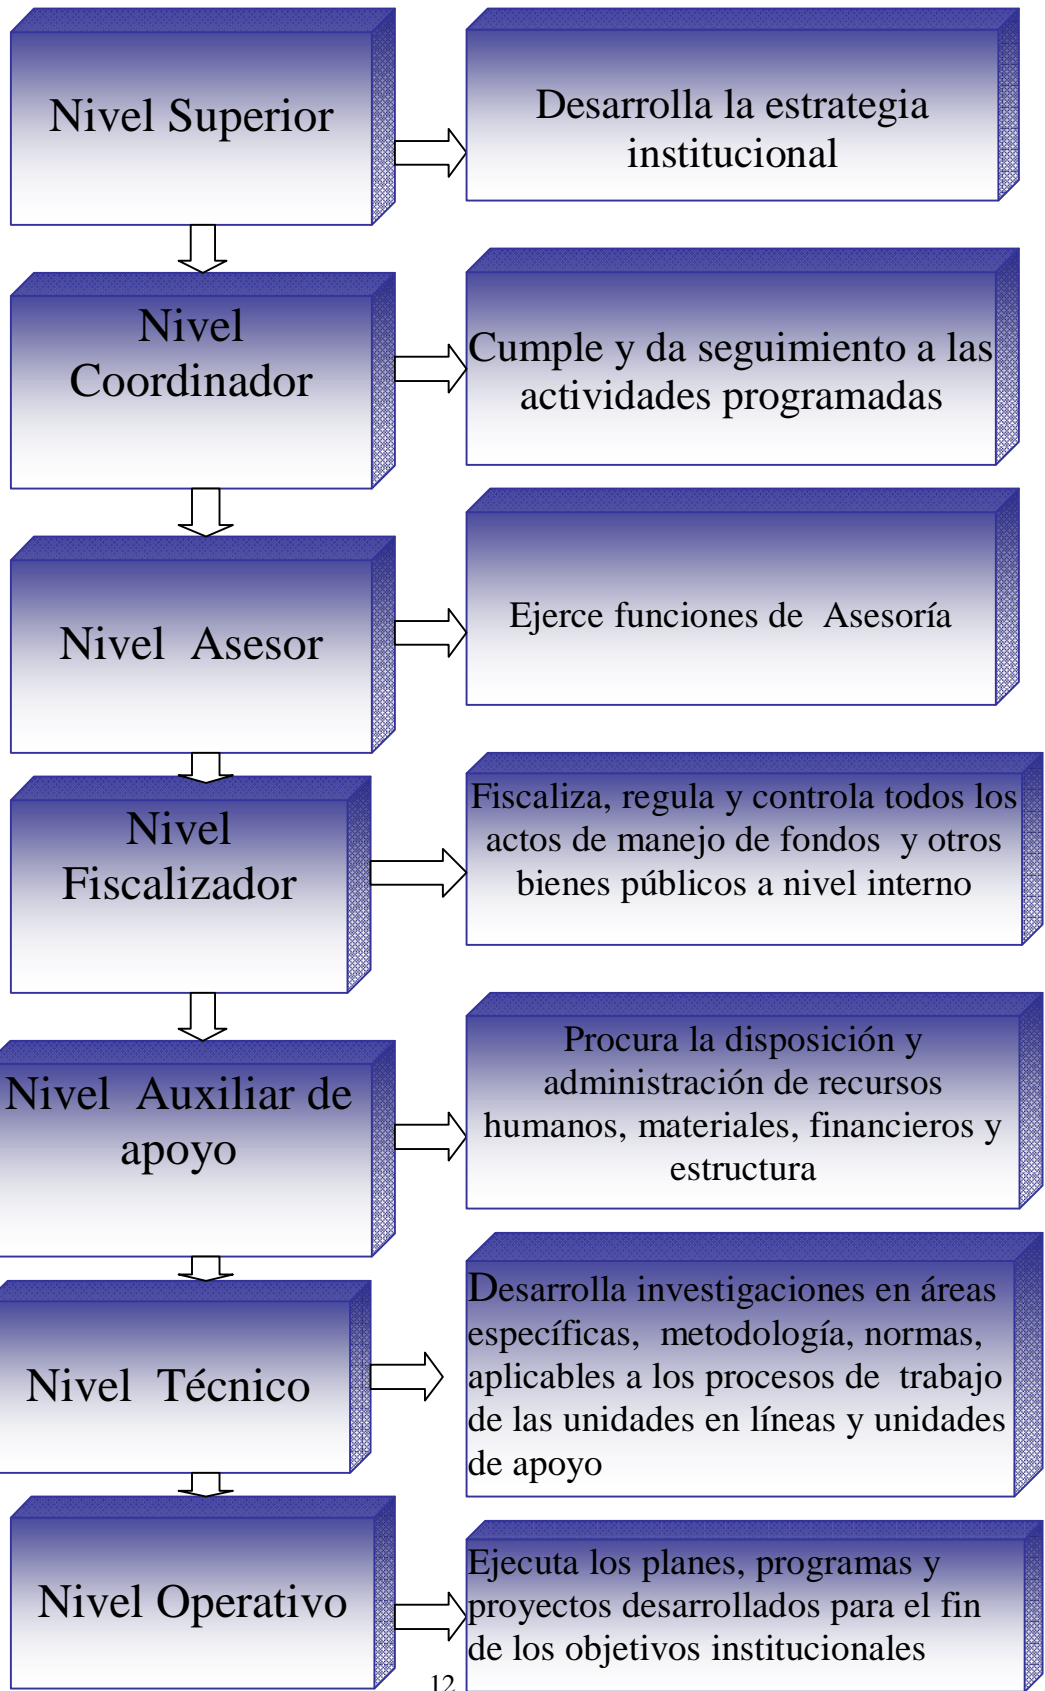 Nivel Superior
Desarrolla la estrategia
institucional
Nivel
Coordinador
Cumple y da seguimiento a las
actividades programadas
Nivel Asesor
Ejerce funciones de Asesoría
Nivel
Fiscalizador
Fiscaliza, regula y controla todos los
actos de manejo de fondos y otros
bienes públicos a nivel interno
Nivel Auxiliar de
apoyo
Procura la disposición y
administración de recursos
humanos, materiales, financieros y
estructura
Nivel Técnico
Desarrolla investigaciones en áreas
específicas, metodología, normas,
aplicables a los procesos de trabajo
de las unidades en líneas y unidades
de apoyo
Nivel Operativo
Ejecuta los planes, programas y
proyectos desarrollados para el fin
de los objetivos institucionales
12